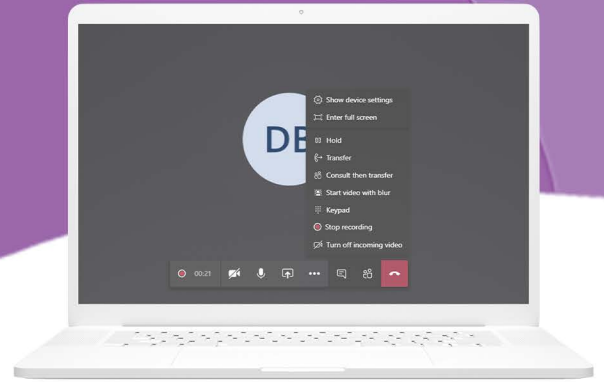 Show device settings
Enter full screen
DB
Hold
Transfer
Consult then transfer
Start video with blur
Keypad
Stop recording
Turn off incoming video
00:21